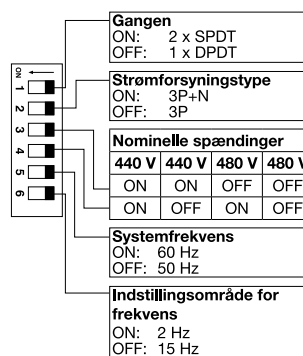 Gangen
ON: 2 x SPDT
OFF: 1 x DPDT
ON
1
2
3
4
5
6
Strømforsyningstype
ON: 3P+N
OFF: 3P
Nominelle spændinger
440 V 440 V 480 V 480 V
ON ON OFF OFF
ON OFF ON OFF
Systemfrekvens
ON: 60 Hz
OFF: 50 Hz
Indstillingsområde for
frekvens
ON: 2 Hz
OFF: 15 Hz